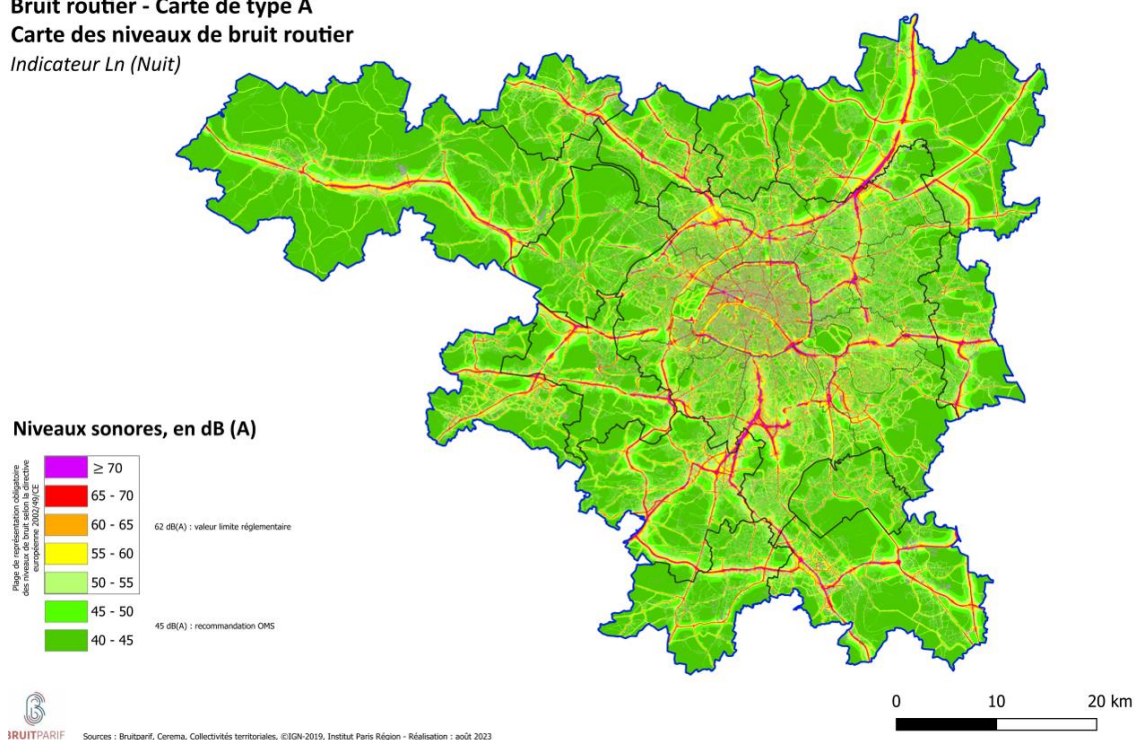 Bruit routier - Carte de type A
Carte des niveaux de bruit routier
Indicateur Ln (Nuit)
Niveaux sonores, en dB (A)
Plage de représentation obligatoire
des niveaux de bruit selon la directive
européenne 2002/49/CE
≥ 70
65 - 70
60 - 65
55 - 60
50 - 55
45 - 50
40 - 45
62 dB(A) : valeur limite réglementaire
45 dB(A) : recommandation OMS
0 10 20 km
BRUITPARIF
Sources : Bruitparif, Cerema, Collectivités territoriales, ©IGN-2019, Institut Paris Région - Réalisation : août 2023